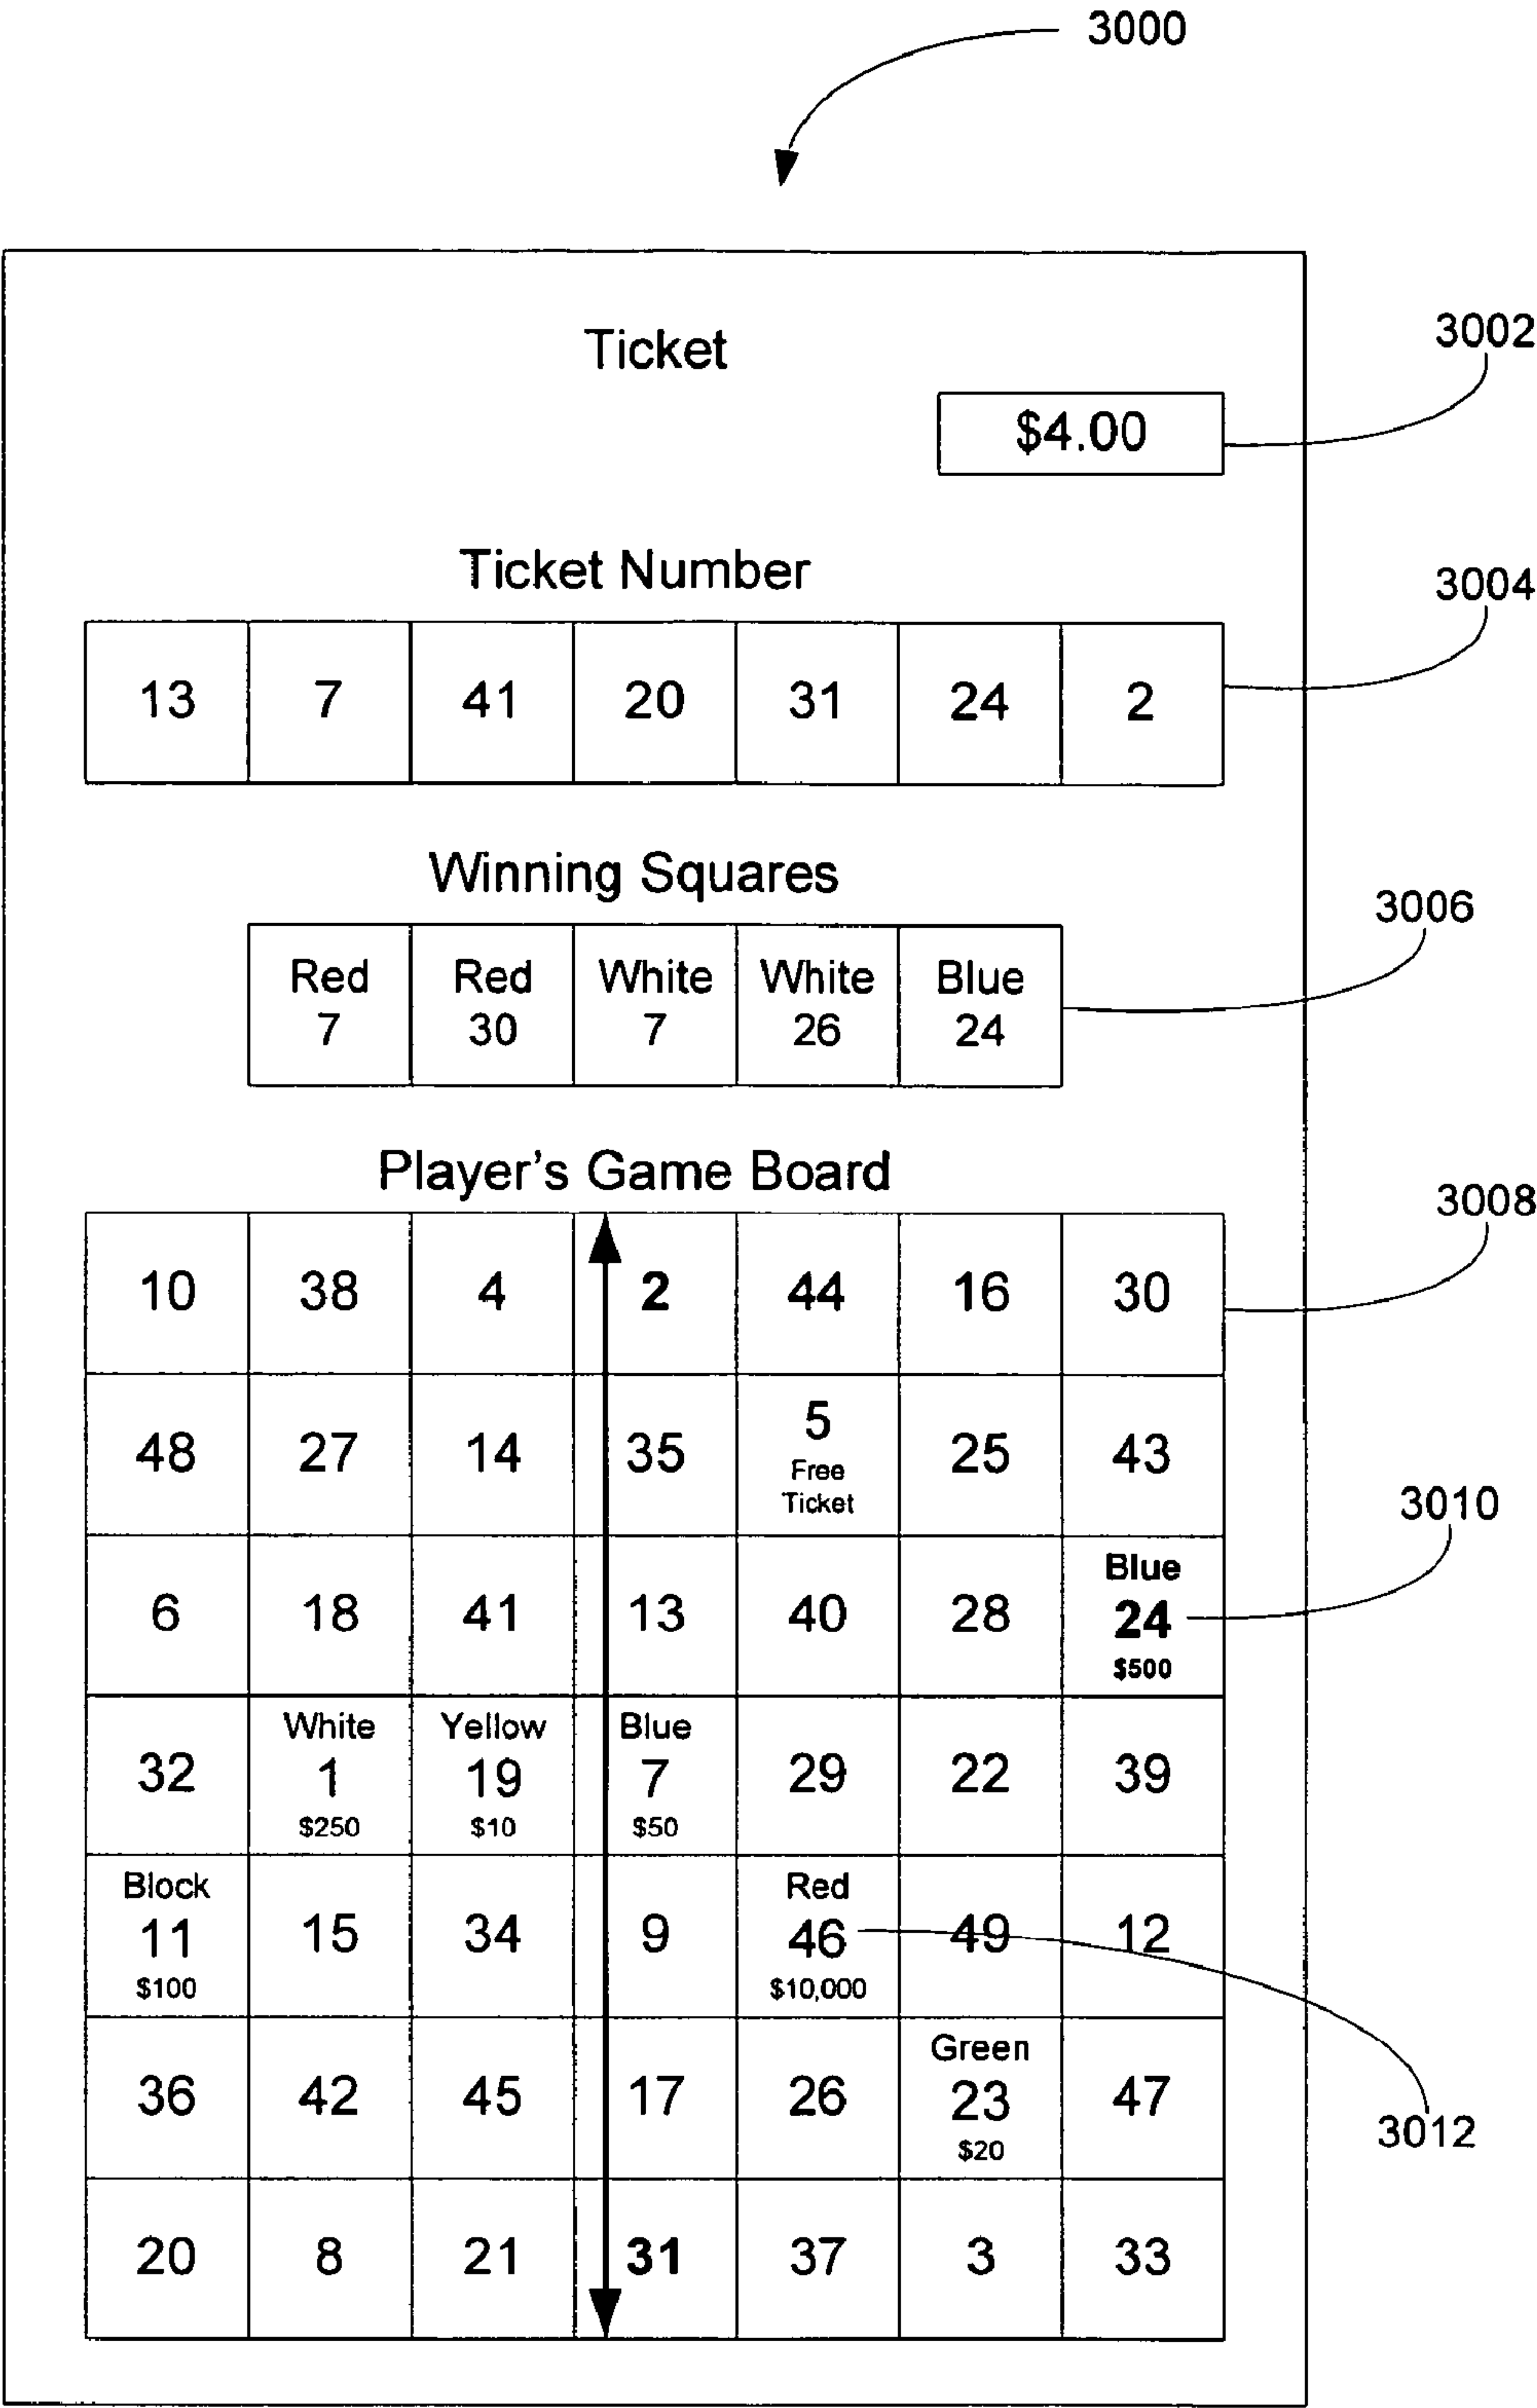 3000
Ticket
3002
$4.00
Ticket Number
3004
13 7 41 20 31 24 2
Winning Squares
3006
Red Red White White Blue
7 30 7 26 24
Player's Game Board
3008
10 38 4 2 44 16 30
48 27 14 35 5 25 43
Free
Ticket
3010
Blue
6 18 41 13 40 28 24
$500
White Yellow Blue
32 1 19 7 29 22 39
$250 $10 $50
Block Red
11 15 34 9 46 49 12
$100 $10,000
Green
36 42 45 17 26 23 47
$20
3012
20 8 21 31 37 3 33